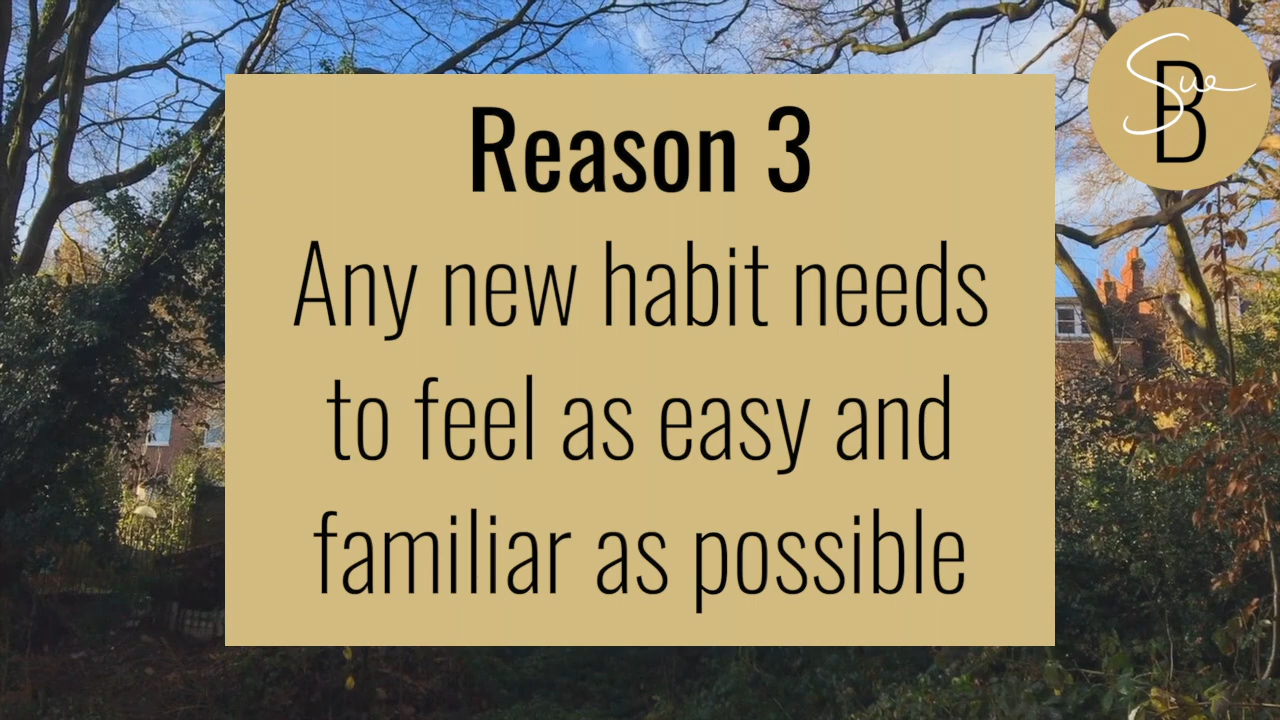 Reason 3
Any new habit needs
to feel as easy and
familiar as possible
Sue
B